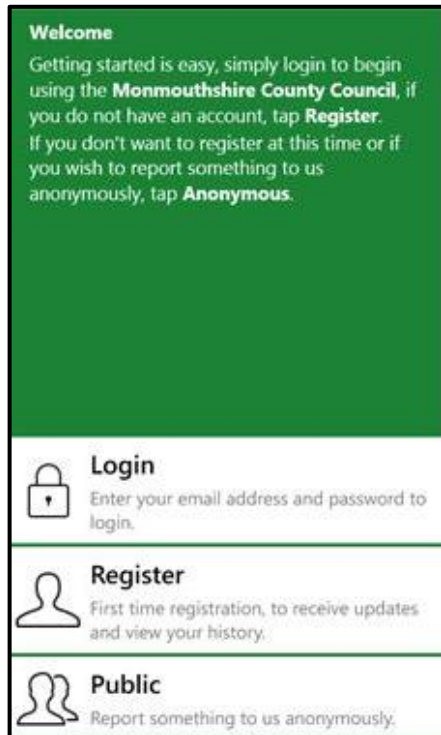 Welcome
Getting started is easy, simply login to begin
using the Monmouthshire County Council, if
you do not have an account, tap Register.
If you don't want to register at this time or if
you wish to report something to us
anonymously, tap Anonymous.
Login
Enter your email address and password to
login.
Register
First time registration, to receive updates
and view your history.
Public
Report something to us anonymously.